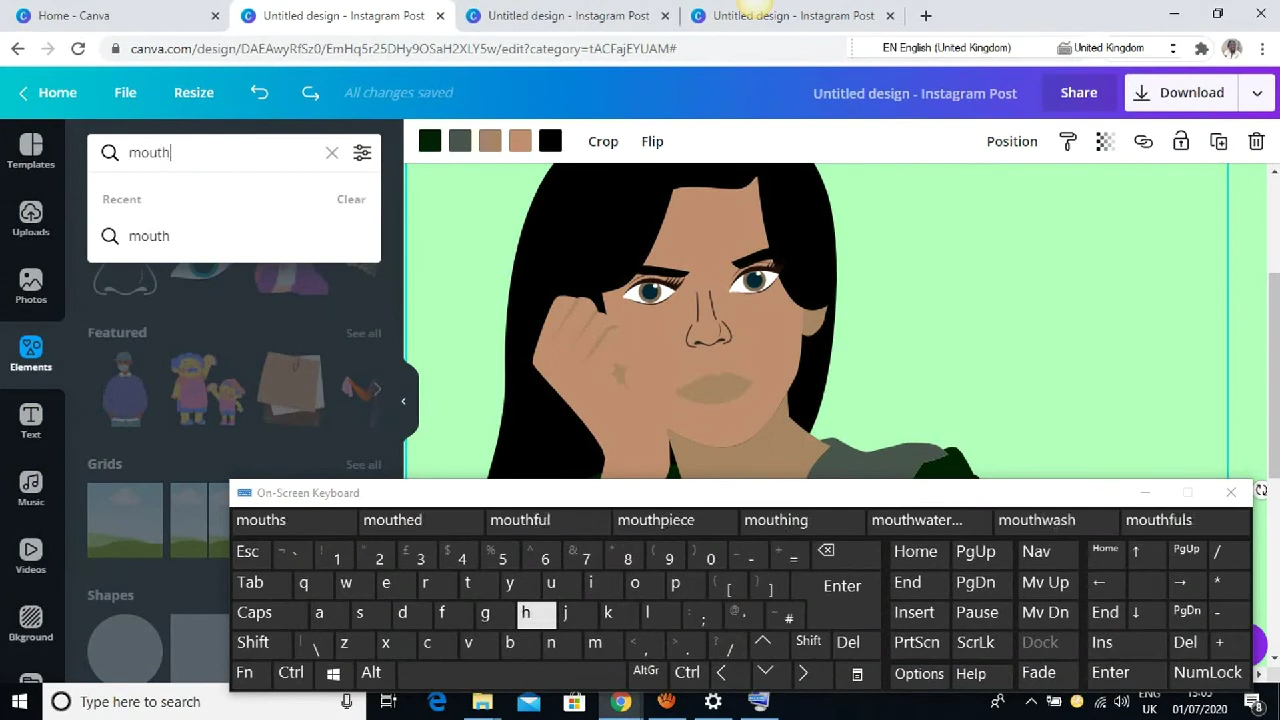 Home - Canva
Untitled design - Instagram Post
Untitled design - Instagram Post
Untitled design - Instagram Post
canva.com/design/DAEAwyRfSz0/EmHq5r25DHy9OSaH2XLY5w/edit?category=tACFajEYUAM#
EN English (United Kingdom)
United Kingdom
Home
File
Resize
All changes saved
Untitled design - Instagram Post
Share
Download
Templates
mouth
Crop
Flip
Position
Recent
Clear
Uploads
mouth
Photos
Featured
See all
Elements
Text
Grids
See all
Music
Videos
Shapes
Bkground
On-Screen Keyboard
mouths
mouthed
mouthful
mouthpiece
mouthing
mouthwater...
mouthwash
mouthfuls
Esc ¬ ` ! 1 " 2 £ 3 $ 4 % 5 ^ 6 & 7 * 8 ( 9 ) 0 _ - + = Home PgUp Nav Home PgUp /
Tab q w e r t y u i o p { [ } ] Enter End PgDn Mv Up *
Caps a s d f g h j k l : ; @ ' ~ # Insert Pause Mv Dn End PgDn -
Shift | \ z x c v b n m < , > . ? / Shift Del PrtScn ScrLk Dock Ins Del +
Fn Ctrl Alt AltGr Ctrl Options Help Fade Enter NumLock
Type here to search
ENG
UK
15:05
01/07/2020
8